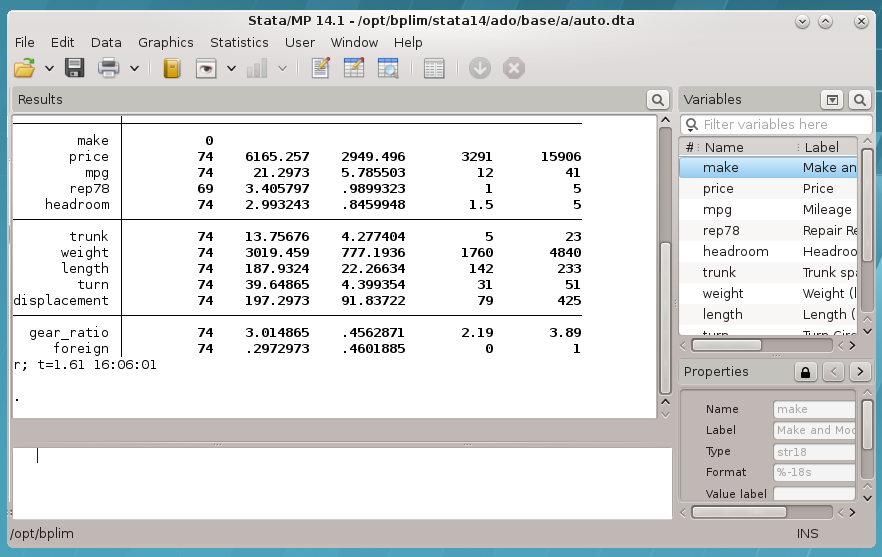 Stata/MP 14.1 - /opt/bplim/stata14/ado/base/a/auto.dta
File Edit Data Graphics Statistics User Window Help
Results
make 0
price 74 6165.257 2949.496 3291 15906
mpg 74 21.2973 5.785503 12 41
rep78 69 3.405797 .9899323 1 5
headroom 74 2.993243 .8459948 1.5 5
trunk 74 13.75676 4.277404 5 23
weight 74 3019.459 777.1936 1760 4840
length 74 187.9324 22.26634 142 233
turn 74 39.64865 4.399354 31 51
displacement 74 197.2973 91.83722 79 425
gear_ratio 74 3.014865 .4562871 2.19 3.89
foreign 74 .2972973 .4601885 0 1
r; t=1.61 16:06:01
.
Variables
Filter variables here
# Name Label
make Make an
price Price
mpg Mileage
rep78 Repair Re
headroom Headroo
trunk Trunk spa
weight Weight (l
length Length (
turn Turn Circ
Properties
Name make
Label Make and Moc
Type str18
Format %-18s
Value label
/opt/bplim
INS